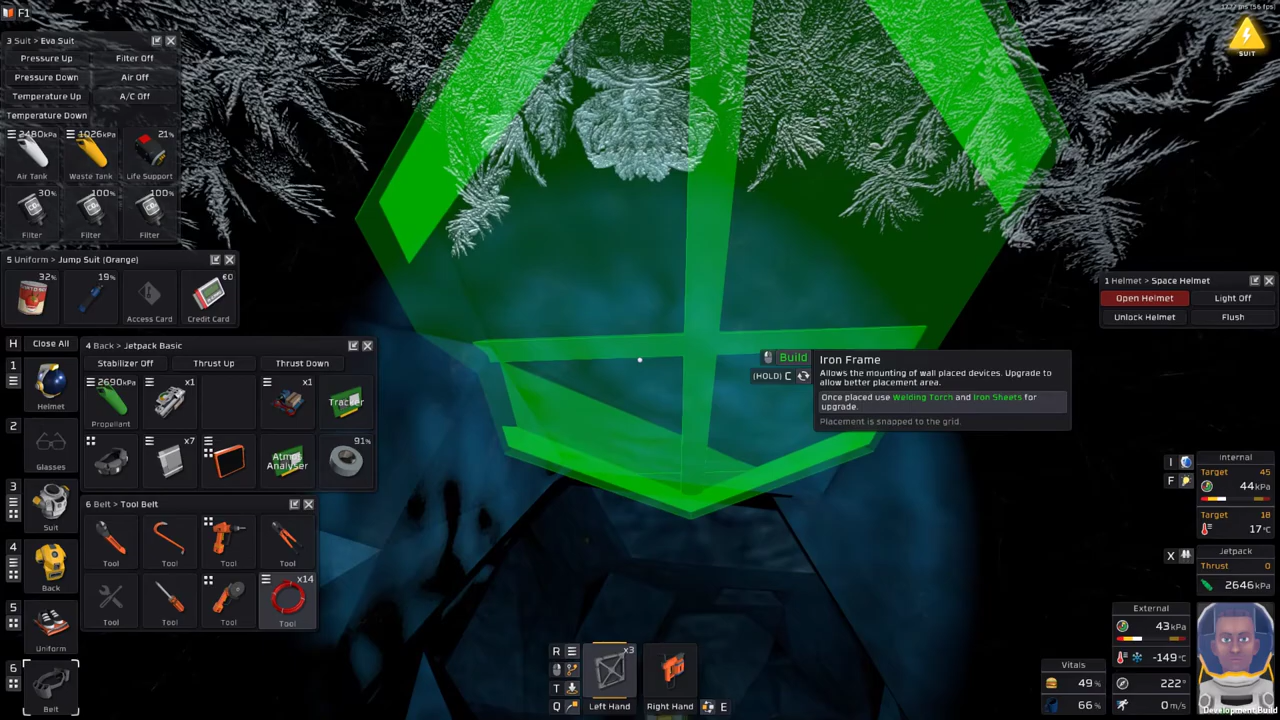 F1
1777 ms (56 fps)
SUIT
3 Suit > Eva Suit
Pressure Up
Filter Off
Pressure Down
Air Off
Temperature Up
A/C Off
Temperature Down
2480kPa
1026kPa
21%
Air Tank
Waste Tank
Life Support
30%
100%
100%
Filter
Filter
Filter
5 Uniform > Jump Suit (Orange)
32%
19%
€0
Access Card
Credit Card
H
Close All
1
Helmet
2
Glasses
3
Suit
4
Back
5
Uniform
6
Belt
4 Back > Jetpack Basic
Stabilizer Off
Thrust Up
Thrust Down
2690kPa
x1
x1
Propellant
Tracker
x7
Atmos
Analyser
91%
6 Belt > Tool Belt
Tool
Tool
Tool
Tool
x14
Tool
Tool
Tool
Tool
Build
(HOLD) C
Iron Frame
Allows the mounting of wall placed devices. Upgrade to
allow better placement area.
Once placed use Welding Torch and Iron Sheets for
upgrade.
Placement is snapped to the grid.
1 Helmet > Space Helmet
Open Helmet
Light Off
Unlock Helmet
Flush
I
F
Internal
Target 45
44kPa
Target 18
17°C
X
Jetpack
Thrust 0
2646kPa
External
43kPa
-149°C
Vitals
49%
66%
222°
0m/s
Development Build
R
T
Q
x3
Left Hand
Right Hand
E